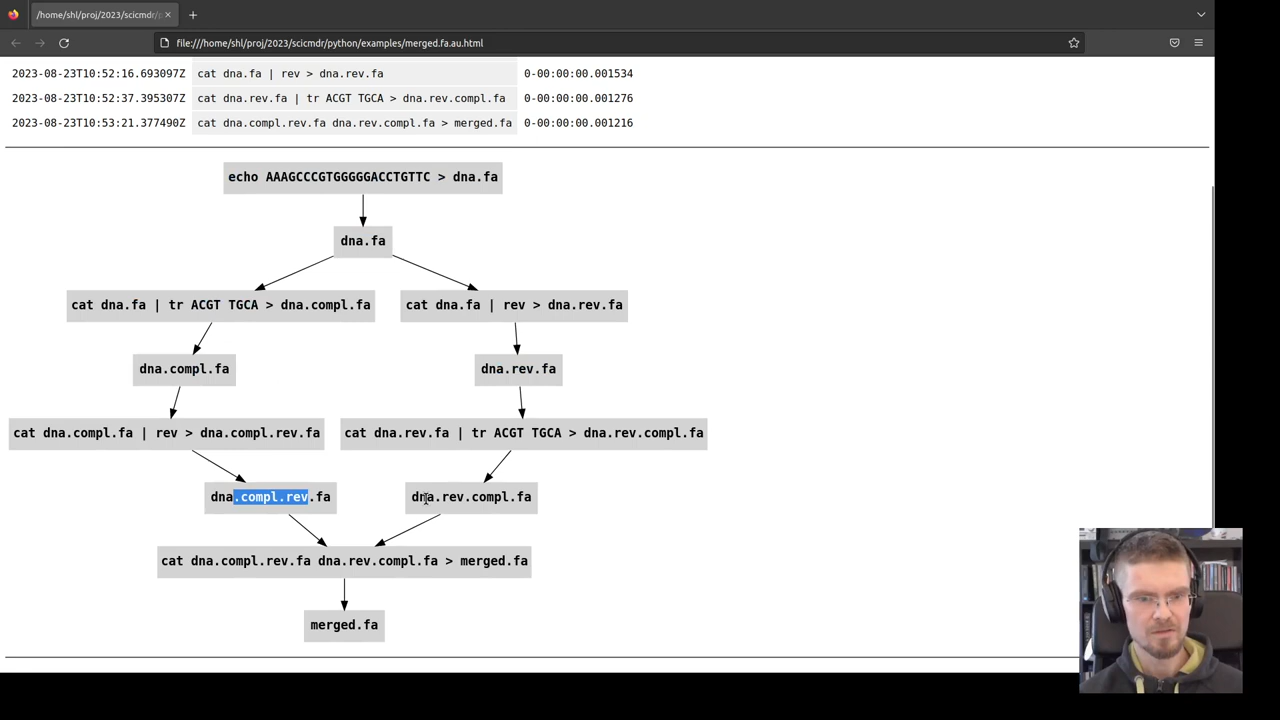 /home/shl/proj/2023/scicmdr/p
file:///home/shl/proj/2023/scicmdr/python/examples/merged.fa.au.html
2023-08-23T10:52:16.693097Z cat dna.fa | rev > dna.rev.fa 0-00:00:00.001534
2023-08-23T10:52:37.395307Z cat dna.rev.fa | tr ACGT TGCA > dna.rev.compl.fa 0-00:00:00.001276
2023-08-23T10:53:21.377490Z cat dna.compl.rev.fa dna.rev.compl.fa > merged.fa 0-00:00:00.001216
echo AAAGCCCGTGGGGGACCTGTTC > dna.fa
dna.fa
cat dna.fa | tr ACGT TGCA > dna.compl.fa
cat dna.fa | rev > dna.rev.fa
dna.compl.fa
dna.rev.fa
cat dna.compl.fa | rev > dna.compl.rev.fa
cat dna.rev.fa | tr ACGT TGCA > dna.rev.compl.fa
dna.compl.rev.fa
dna.rev.compl.fa
cat dna.compl.rev.fa dna.rev.compl.fa > merged.fa
merged.fa